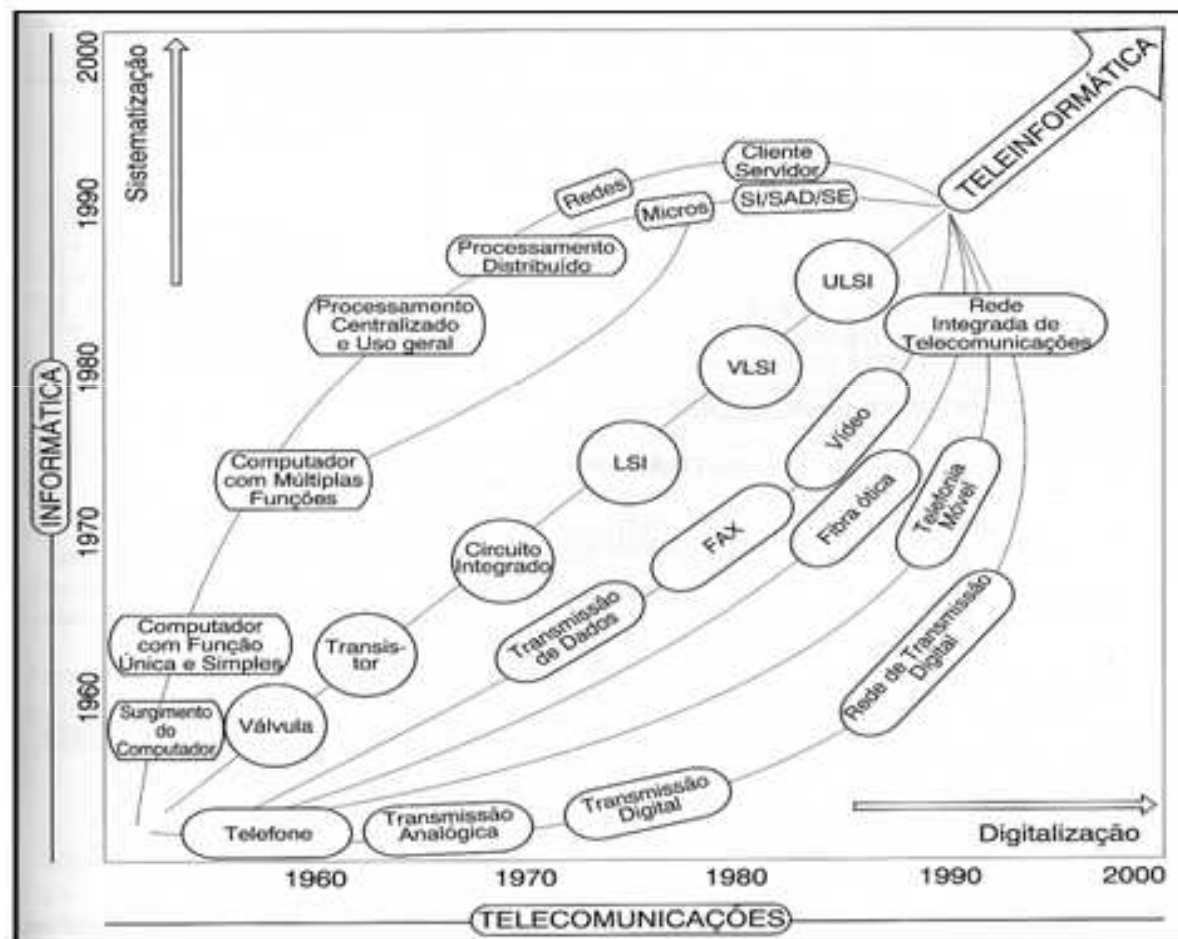 2000
Sistematização
TELEINFORMÁTICA
Cliente
Servidor
Redes
1990
Micros
SI/SAD/SE
Processamento
Distribuído
ULSI
Rede
Integrada de
Telecomunicações
Processamento
Centralizado
e Uso geral
1980
VLSI
Vídeo
INFORMÁTICA
Computador
com Múltiplas
Funções
LSI
Fibra ótica
Telefonia
Móvel
1970
FAX
Circuito
Integrado
Transmissão
de Dados
Computador
com Função
Única e Simples
Transis-
tor
Rede de Transmissão
Digital
1960
Surgimento
do
Computador
Válvula
Telefone
Transmissão
Analógica
Transmissão
Digital
Digitalização
1960
1970
1980
1990
2000
TELECOMUNICAÇÕES